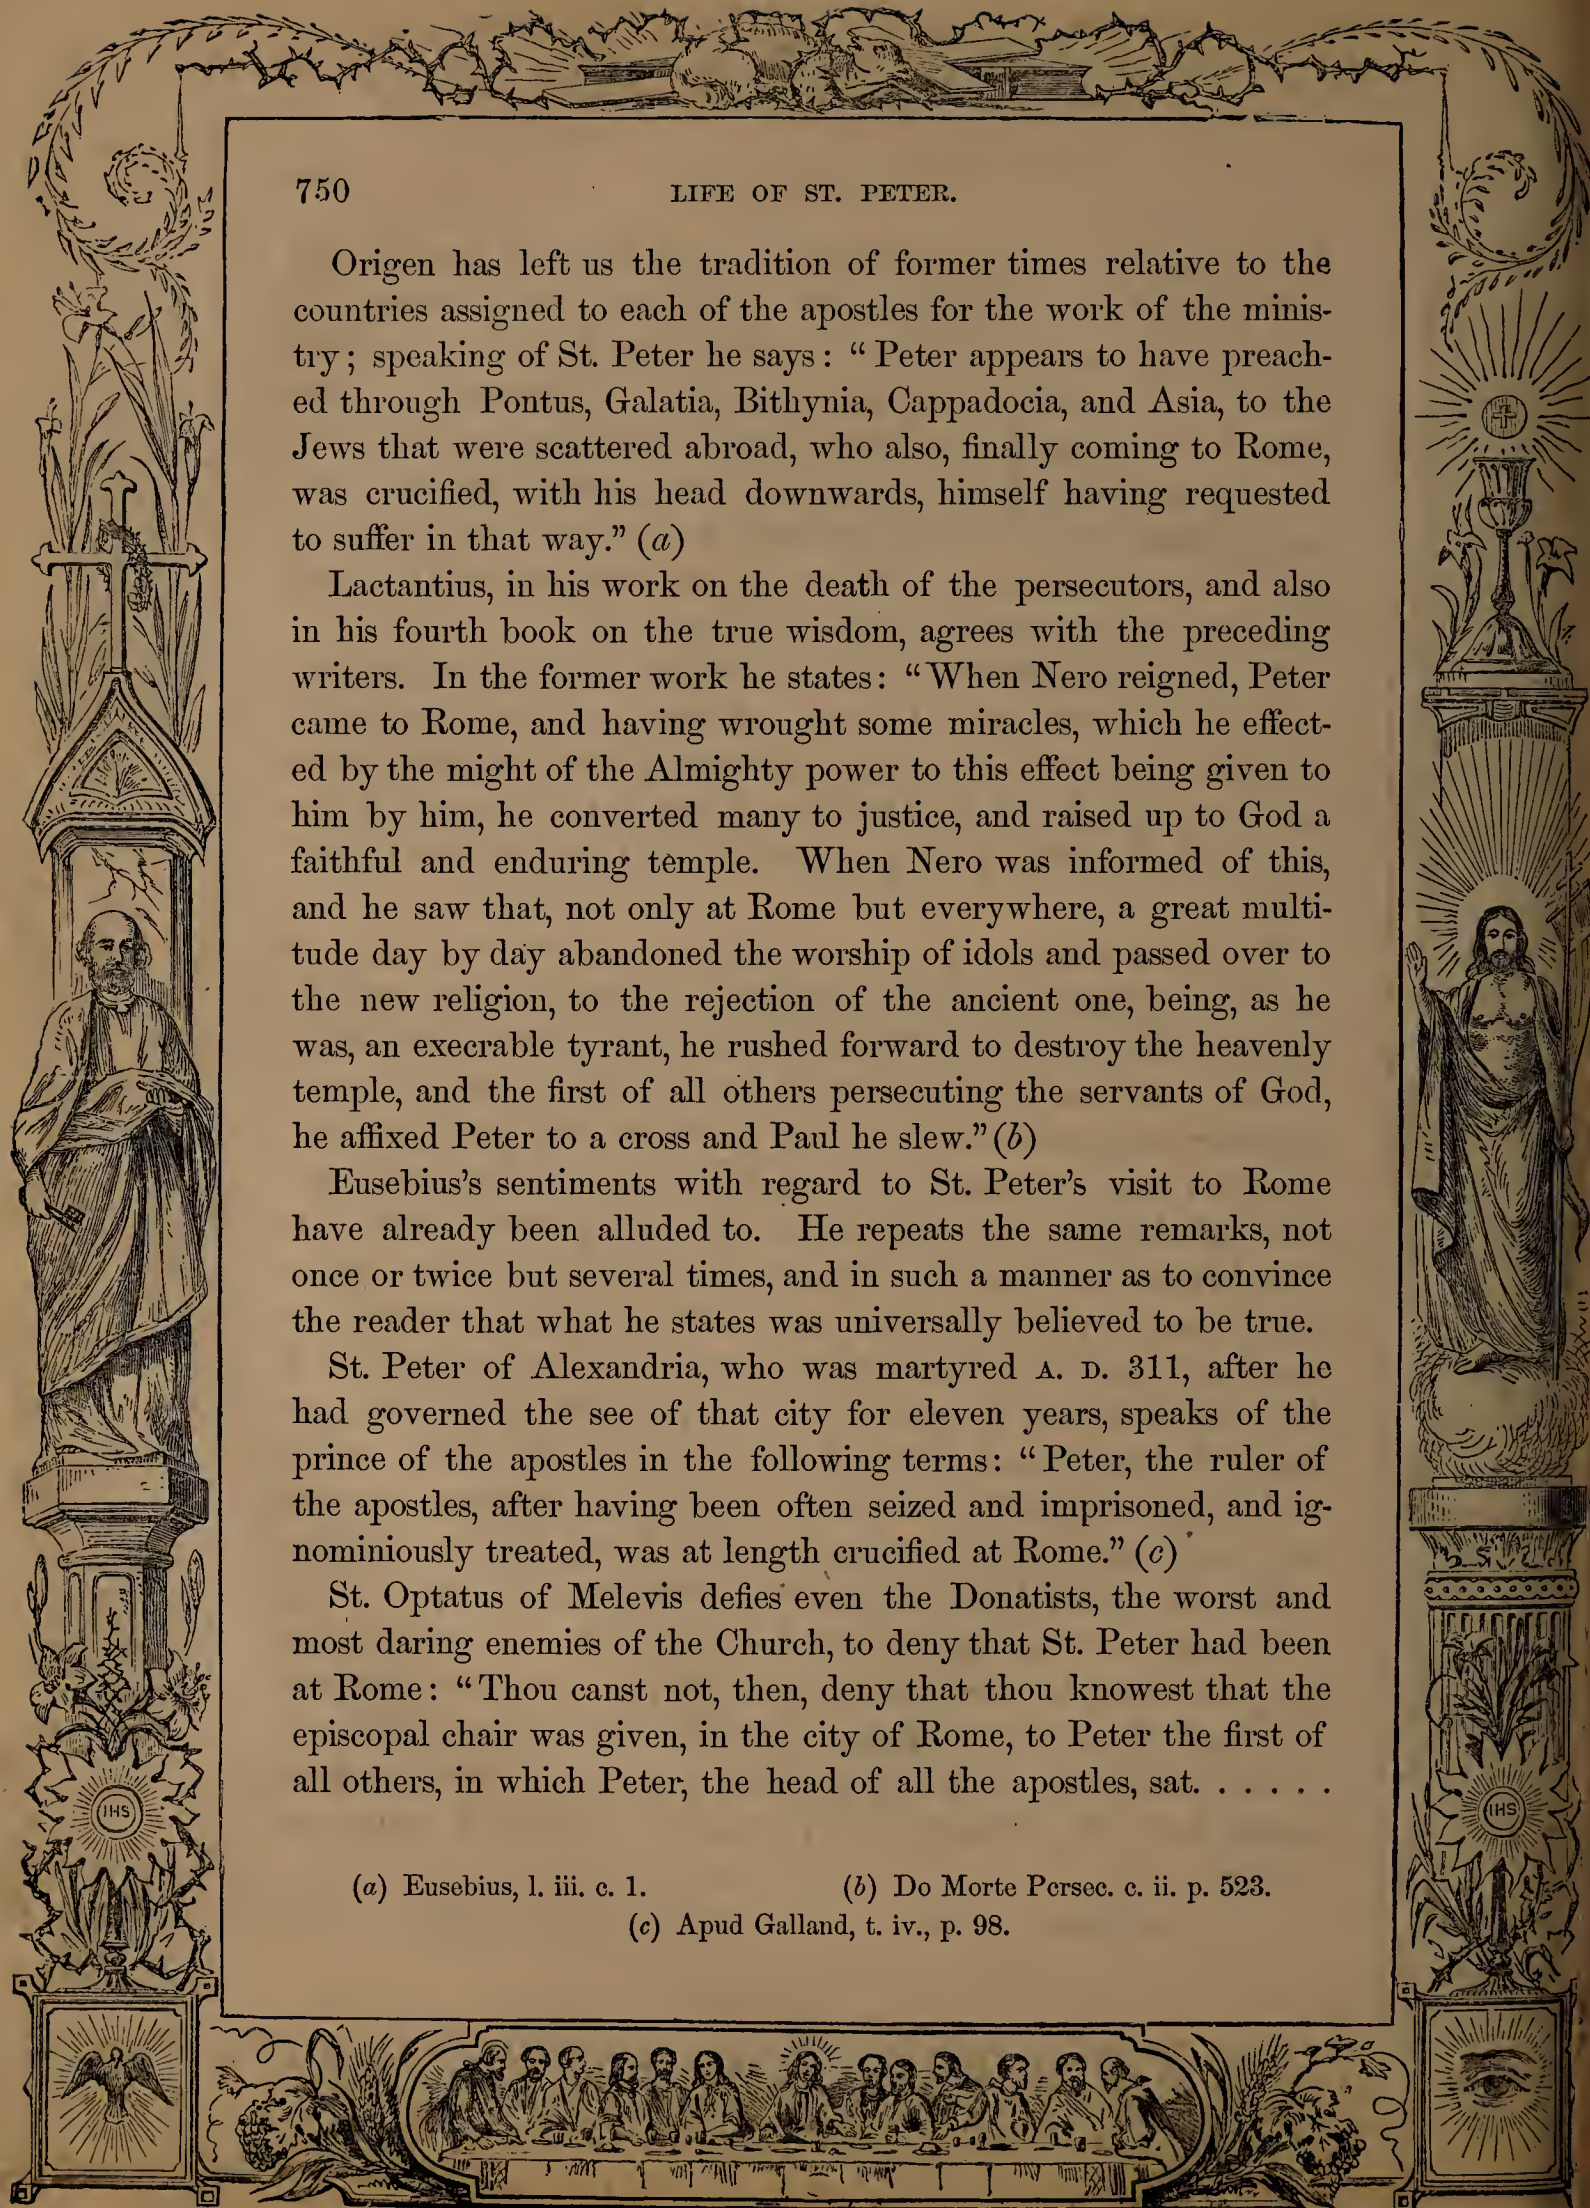 750 LIFE OF ST. PETER.
Origen has left us the tradition of former times relative to the
countries assigned to each of the apostles for the work of the minis-
try; speaking of St. Peter he says: “Peter appears to have preach-
ed through Pontus, Galatia, Bithynia, Cappadocia, and Asia, to the
Jews that were scattered abroad, who also, finally coming to Rome,
was crucified, with his head downwards, himself having requested
to suffer in that way.” (a)
Lactantius, in his work on the death of the persecutors, and also
in his fourth book on the true wisdom, agrees with the preceding
writers. In the former work he states: “When Nero reigned, Peter
came to Rome, and having wrought some miracles, which he effect-
ed by the might of the Almighty power to this effect being given to
him by him, he converted many to justice, and raised up to God a
faithful and enduring temple. When Nero was informed of this,
and he saw that, not only at Rome but everywhere, a great multi-
tude day by day abandoned the worship of idols and passed over to
the new religion, to the rejection of the ancient one, being, as he
was, an execrable tyrant, he rushed forward to destroy the heavenly
temple, and the first of all others persecuting the servants of God,
he affixed Peter to a cross and Paul he slew.” (b)
Eusebius’s sentiments with regard to St. Peter’s visit to Rome
have already been alluded to. He repeats the same remarks, not
once or twice but several times, and in such a manner as to convince
the reader that what he states was universally believed to be true.
St. Peter of Alexandria, who was martyred A. D. 311, after he
had governed the see of that city for eleven years, speaks of the
prince of the apostles in the following terms: “Peter, the ruler of
the apostles, after having been often seized and imprisoned, and ig-
nominiously treated, was at length crucified at Rome.” (c)
St. Optatus of Melevis defies even the Donatists, the worst and
most daring enemies of the Church, to deny that St. Peter had been
at Rome: “Thou canst not, then, deny that thou knowest that the
episcopal chair was given, in the city of Rome, to Peter the first of
all others, in which Peter, the head of all the apostles, sat. . . . . . .
IHS
IHS
(a) Eusebius, l. iii. c. 1. (b) Do Morte Persec. c. ii. p. 523.
(c) Apud Galland, t. iv., p. 98.